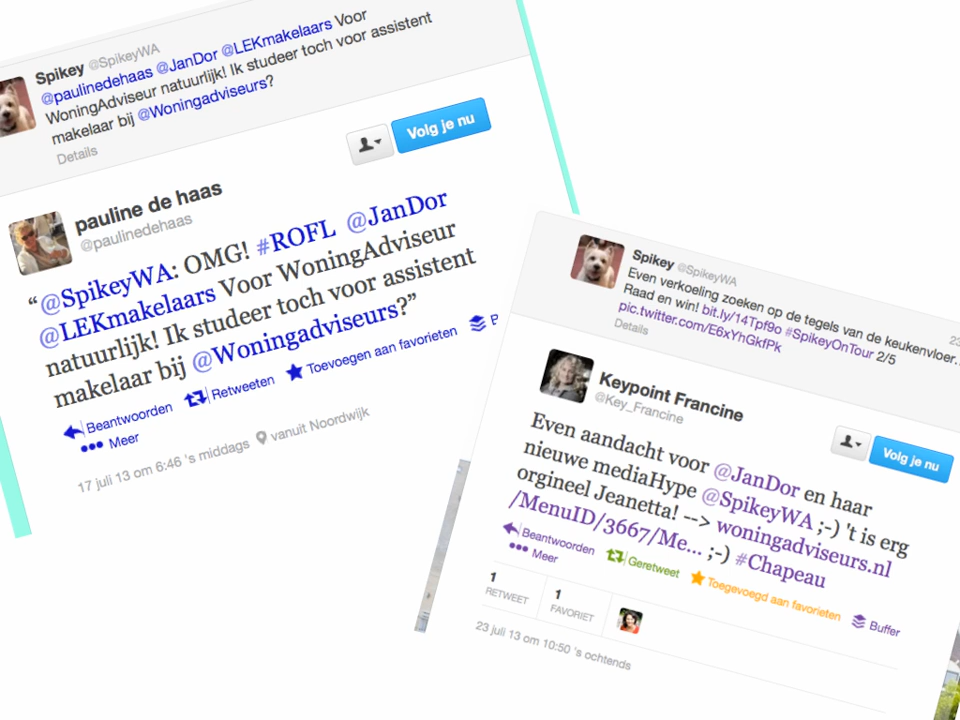 Spikey @SpikeyWA
@paulinedehaas @JanDor @LEKmakelaars Voor
WoningAdviseur natuurlijk! Ik studeer toch voor assistent
makelaar bij @Woningadviseurs?
Details
Volg je nu
pauline de haas
@paulinedehaas
“@SpikeyWA: OMG! #ROFL @JanDor
@LEKmakelaars Voor WoningAdviseur
natuurlijk! Ik studeer toch voor assistent
makelaar bij @Woningadviseurs?”
Beantwoorden Retweeten Toevoegen aan favorieten B
Meer
17 juli 13 om 6:46 's middags vanuit Noordwijk
Spikey @SpikeyWA 23
Even verkoeling zoeken op de tegels van de keukenvloer...
Raad en win! bit.ly/14Tpf9o #SpikeyOnTour 2/5
pic.twitter.com/E6xYhGkfPk
Details
Keypoint Francine
@Key_Francine
Volg je nu
Even aandacht voor @JanDor en haar
nieuwe mediaHype @SpikeyWA ;-) 't is erg
orgineel Jeanetta! --> woningadviseurs.nl
/MenuID/3667/Me... ;-) #Chapeau
Beantwoorden Geretweet Toegevoegd aan favorieten Buffer
Meer
1 RETWEET 1 FAVORIET
23 juli 13 om 10:50 's ochtends